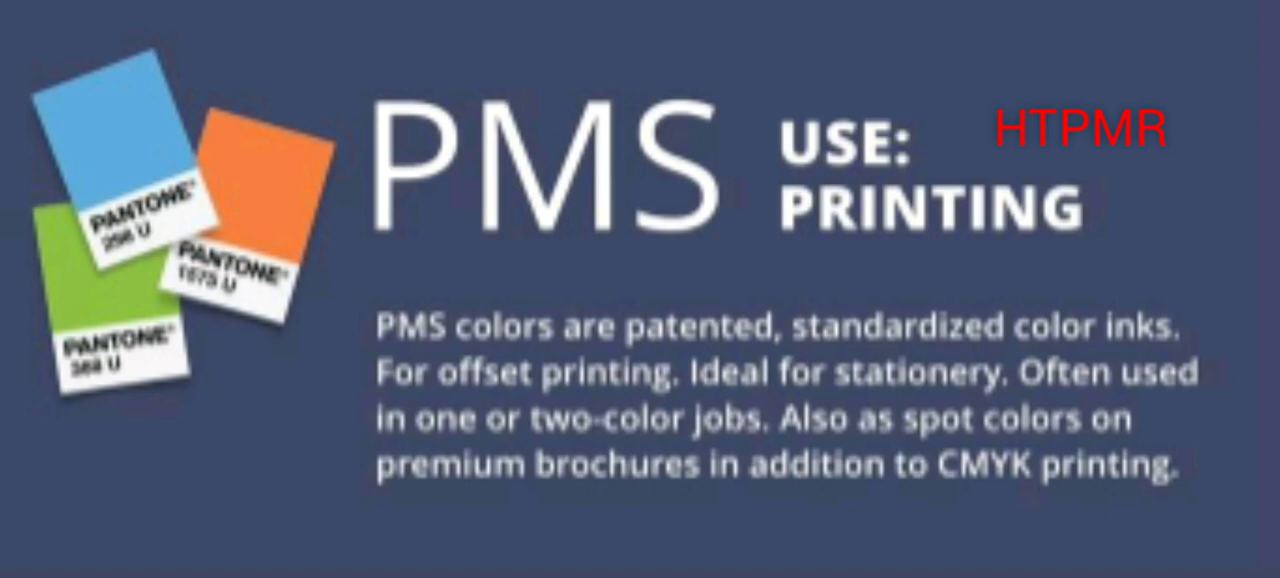 PMS
USE:
PRINTING
HTPMR
PANTONE®
PANTONE®
1575 U
PANTONE®
PMS colors are patented, standardized color inks.
For offset printing. Ideal for stationery. Often used
in one or two-color jobs. Also as spot colors on
premium brochures in addition to CMYK printing.